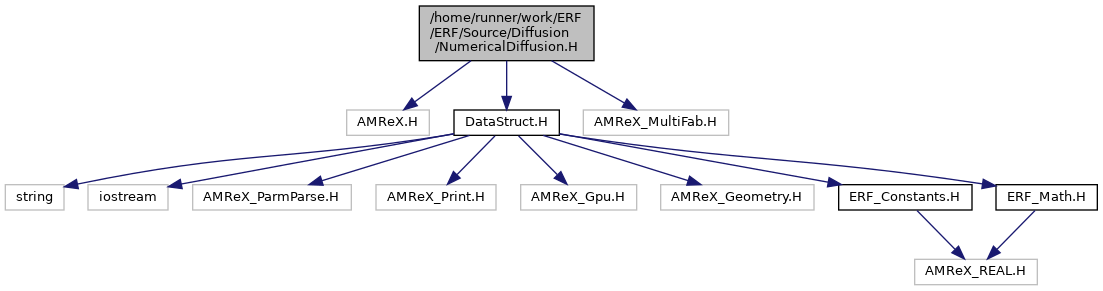 /home/runner/work/ERF
/ERF/Source/Diffusion
/NumericalDiffusion.H
AMReX.H
DataStruct.H
AMReX_MultiFab.H
string
iostream
AMReX_ParmParse.H
AMReX_Print.H
AMReX_Gpu.H
AMReX_Geometry.H
ERF_Constants.H
ERF_Math.H
AMReX_REAL.H